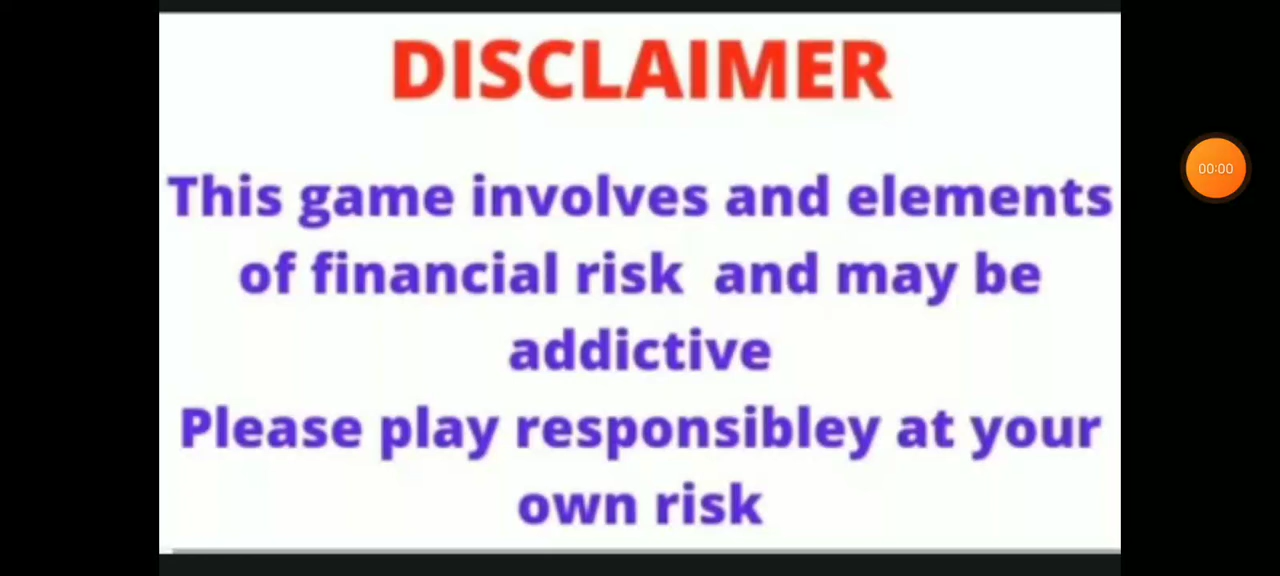 DISCLAIMER
This game involves and elements
of financial risk and may be
addictive
Please play responsibley at your
own risk
00:00